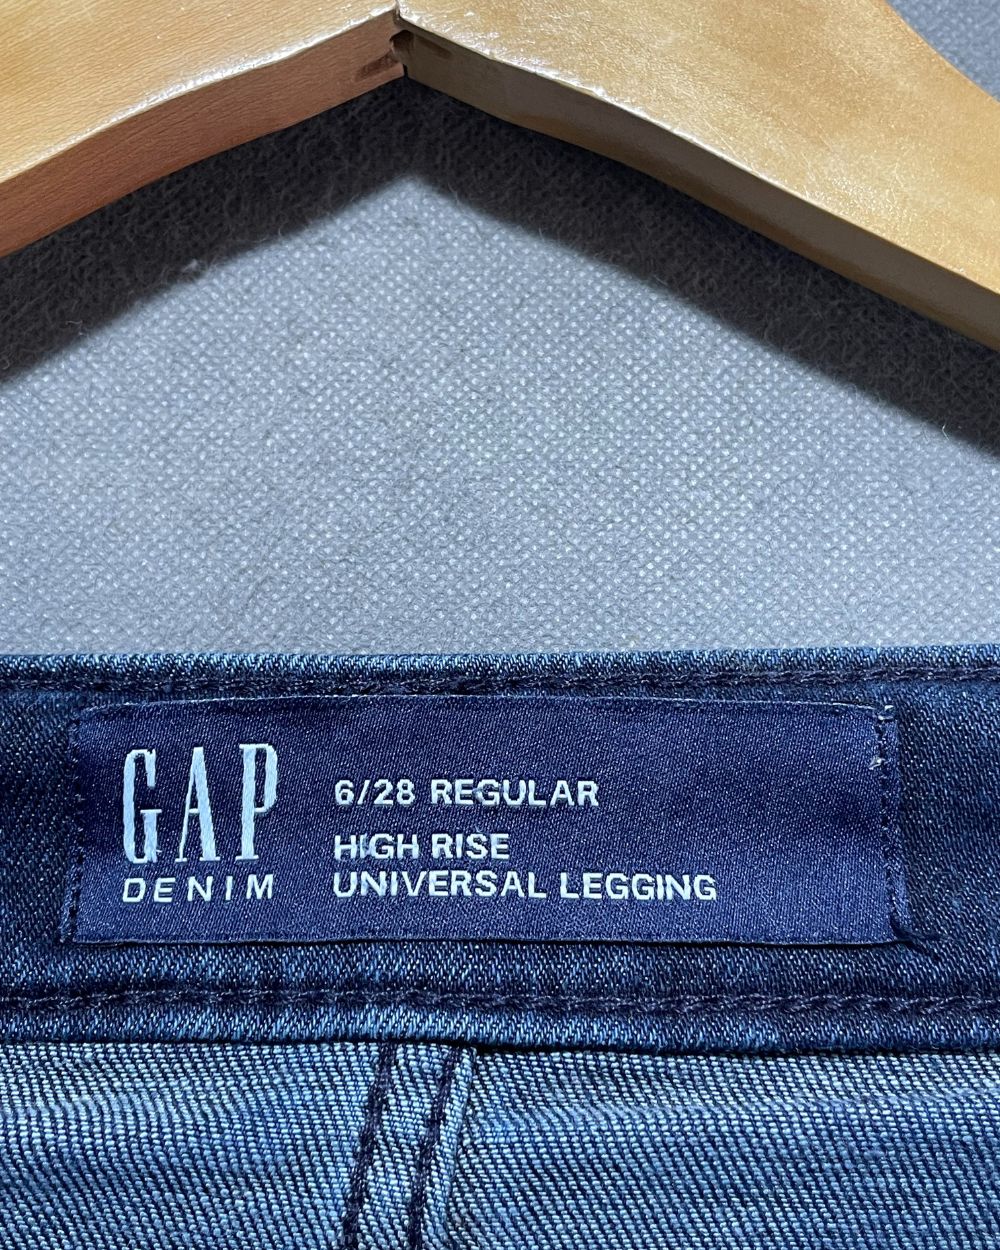 GAP
DENIM
6/28 REGULAR
HIGH RISE
UNIVERSAL LEGGING